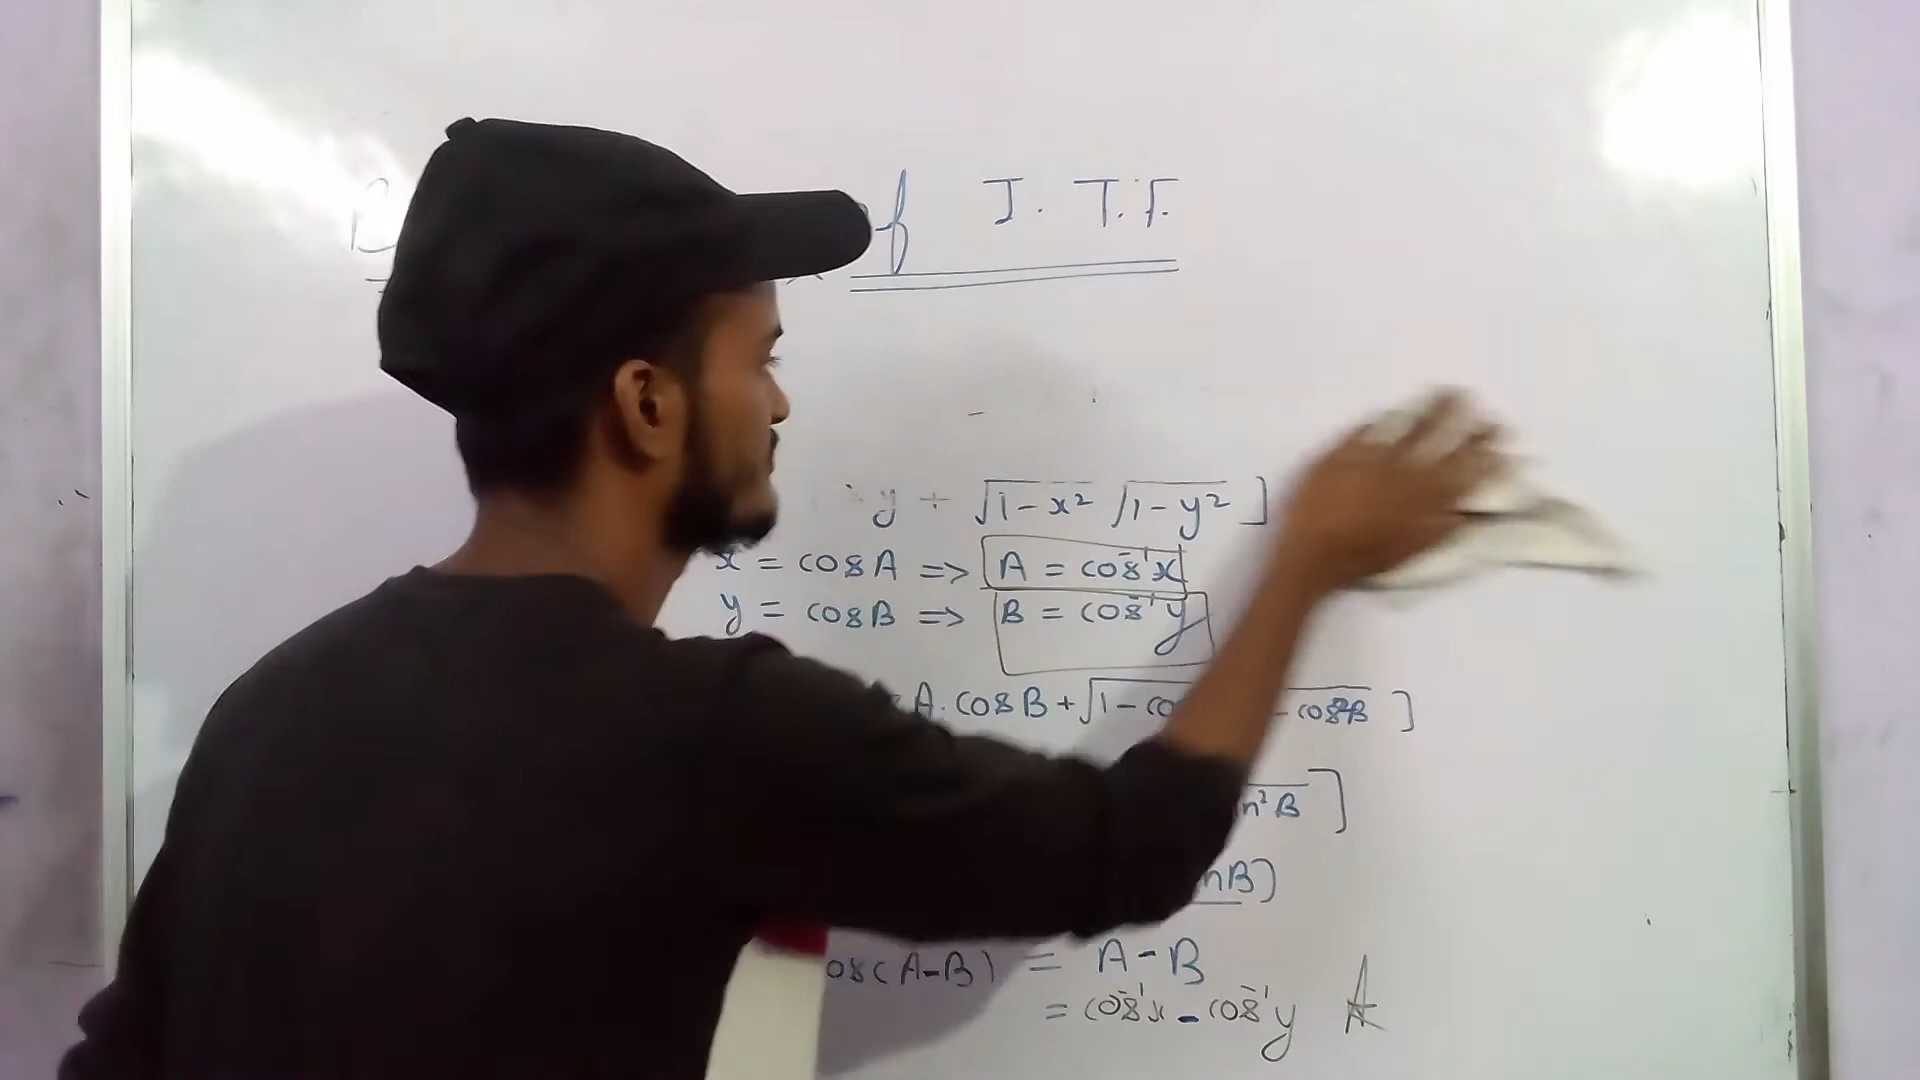 of I.T.F.
y + √1-x² √1-y² ]
x = cosA => A = cos⁻¹x
y = cosB => B = cos⁻¹y
A.cosB + √1-co - cos²B ]
n²B ]
nB)
os(A-B) = A-B
= cos⁻¹x - cos⁻¹y A